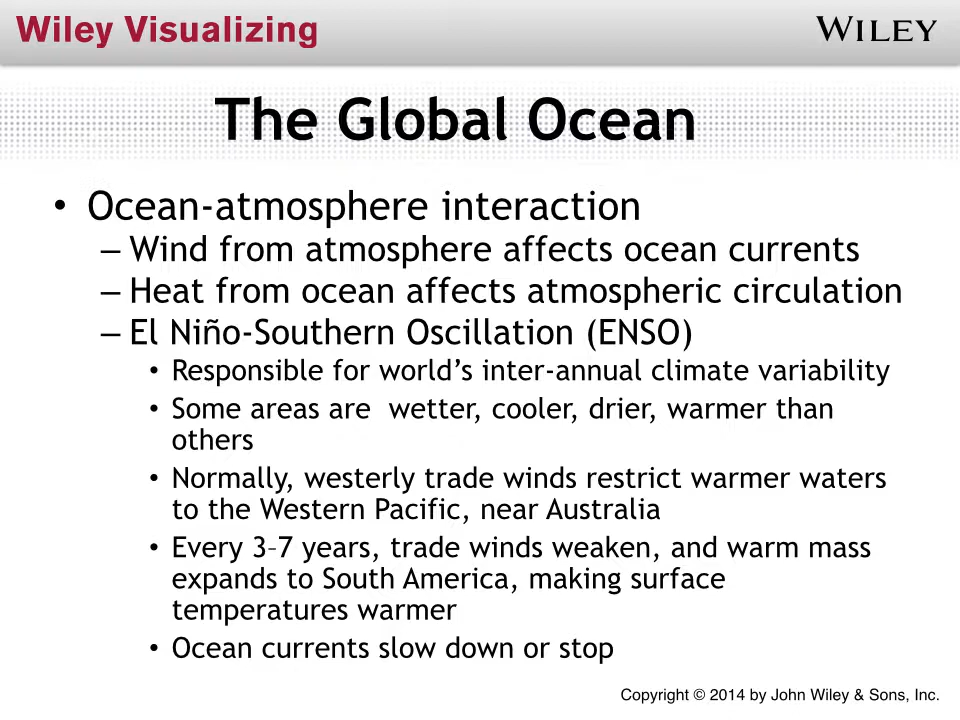 Wiley Visualizing
WILEY
The Global Ocean
• Ocean-atmosphere interaction
– Wind from atmosphere affects ocean currents
– Heat from ocean affects atmospheric circulation
– El Niño-Southern Oscillation (ENSO)
• Responsible for world’s inter-annual climate variability
• Some areas are  wetter, cooler, drier, warmer than
others
• Normally, westerly trade winds restrict warmer waters
to the Western Pacific, near Australia
• Every 3–7 years, trade winds weaken, and warm mass
expands to South America, making surface
temperatures warmer
• Ocean currents slow down or stop
Copyright © 2014 by John Wiley & Sons, Inc.